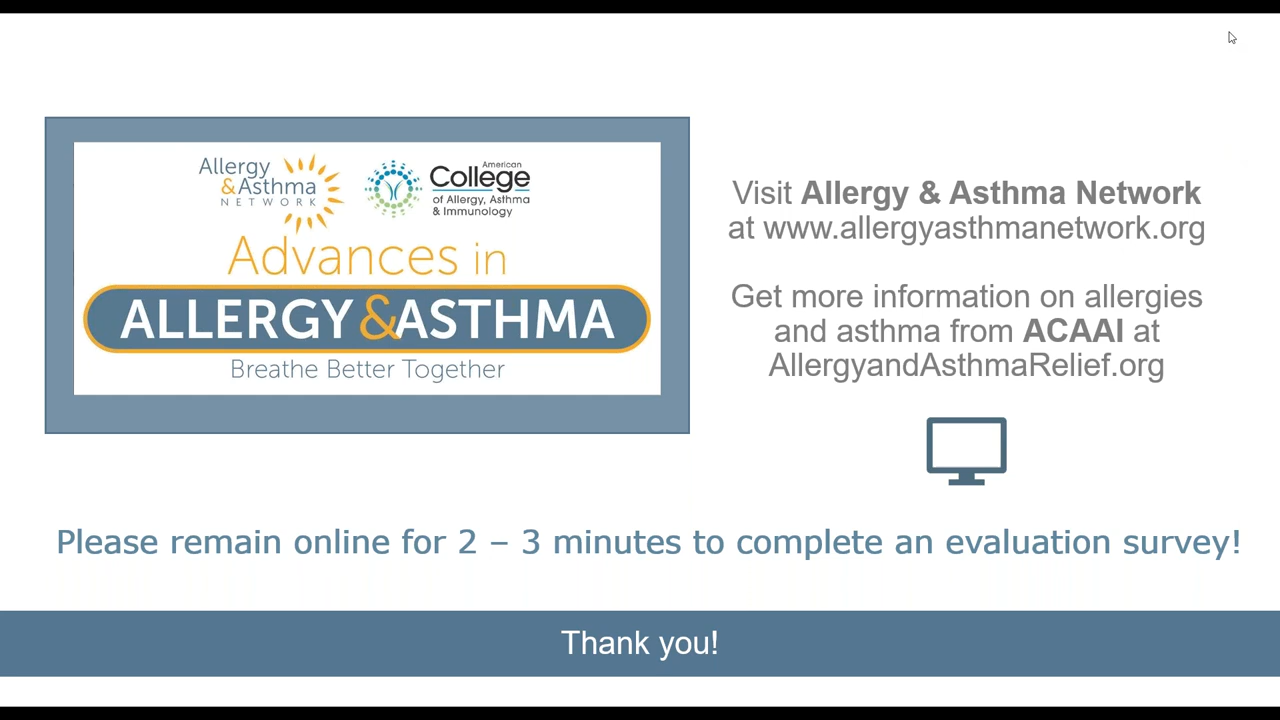 Allergy
&Asthma
NETWORK
American
College
of Allergy, Asthma
& Immunology
Advances in
ALLERGY&ASTHMA
Breathe Better Together
Visit Allergy & Asthma Network
at www.allergyasthmanetwork.org
Get more information on allergies
and asthma from ACAAI at
AllergyandAsthmaRelief.org
Please remain online for 2 – 3 minutes to complete an evaluation survey!
Thank you!